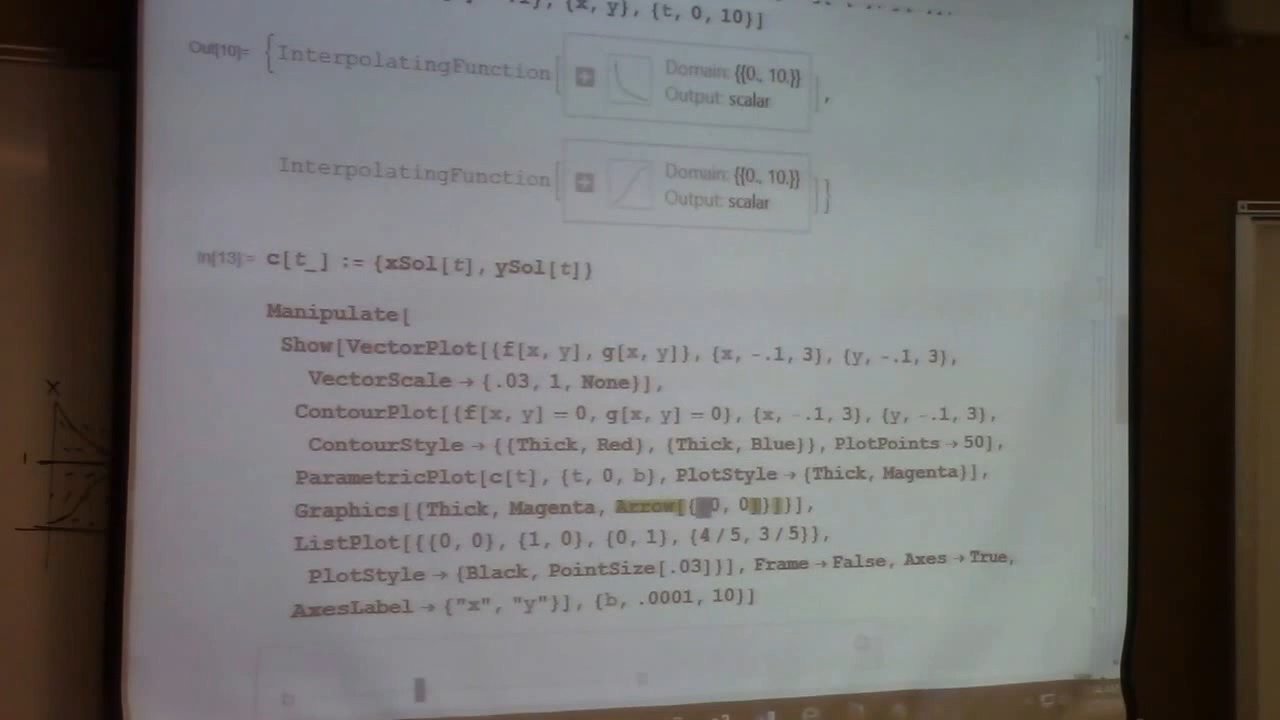 {x, y}, {t, 0, 10}]
Out[10]= {InterpolatingFunction[ Domain: {{0., 10.}}
Output: scalar ],
InterpolatingFunction[ Domain: {{0., 10.}}
Output: scalar ]}
In[13]:= c[t_] := {xSol[t], ySol[t]}
Manipulate[
Show[VectorPlot[{f[x, y], g[x, y]}, {x, -.1, 3}, {y, -.1, 3},
VectorScale → {.03, 1, None}],
ContourPlot[{f[x, y] == 0, g[x, y] == 0}, {x, -.1, 3}, {y, -.1, 3},
ContourStyle → {{Thick, Red}, {Thick, Blue}}, PlotPoints → 50],
ParametricPlot[c[t], {t, 0, b}, PlotStyle → {Thick, Magenta}],
Graphics[{Thick, Magenta, Arrow[{ 0, 0]}]}],
ListPlot[{{0, 0}, {1, 0}, {0, 1}, {4/5, 3/5}},
PlotStyle → {Black, PointSize[.03]}], Frame → False, Axes → True,
AxesLabel → {"x", "y"}], {b, .0001, 10}]
x
1